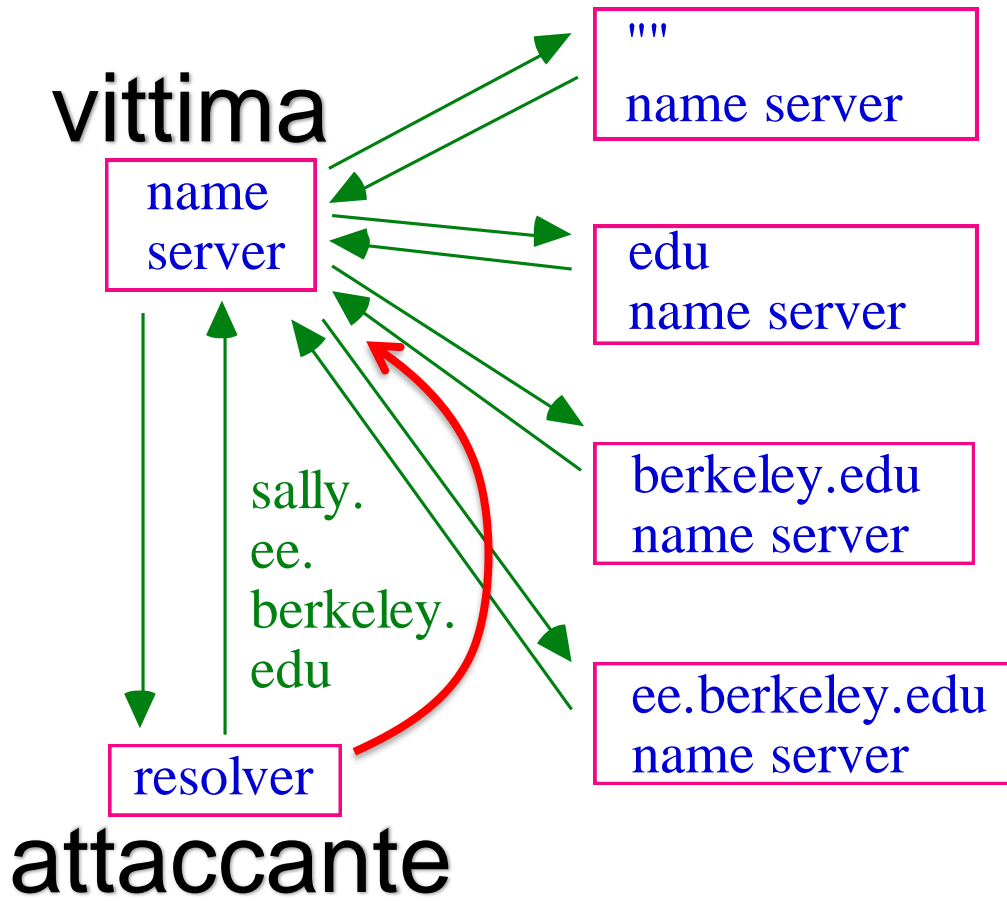 ""
name server
vittima
name
server
edu
name server
berkeley.edu
name server
sally.
ee.
berkeley.
edu
ee.berkeley.edu
name server
resolver
attaccante